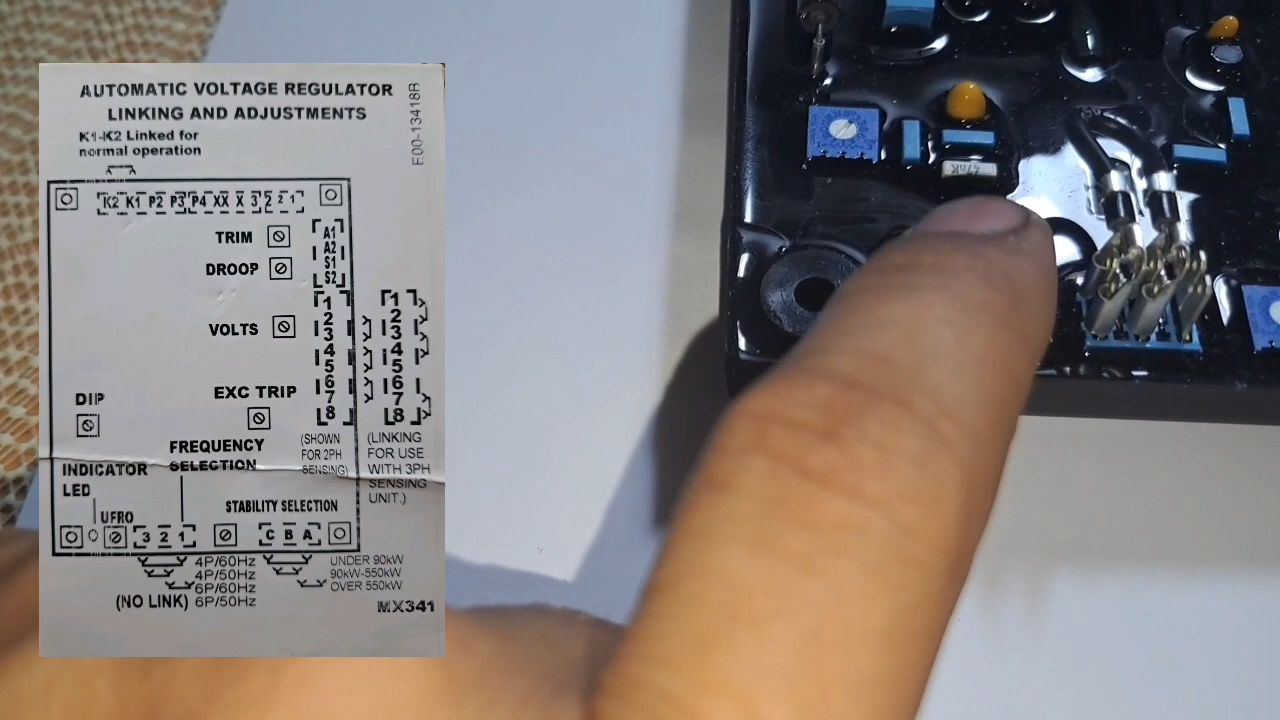 AUTOMATIC VOLTAGE REGULATOR
LINKING AND ADJUSTMENTS
E00-13418R
K1-K2 Linked for
normal operation
K2 K1 P2 P3 P4 XX X 3 2 2 1
TRIM
DROOP
A1
A2
S1
S2
VOLTS
1 1
2 2
3 3
4 4
5 5
6 6
7 7
8 8
DIP
EXC TRIP
FREQUENCY
SELECTION
(SHOWN
FOR 2PH
SENSING)
(LINKING
FOR USE
WITH 3PH
SENSING
UNIT.)
INDICATOR
LED
UFRO
STABILITY SELECTION
3 2 1
C B A
4P/60Hz
4P/50Hz
6P/60Hz
(NO LINK) 6P/50Hz
UNDER 90kW
90kW-550kW
OVER 550kW
MX341